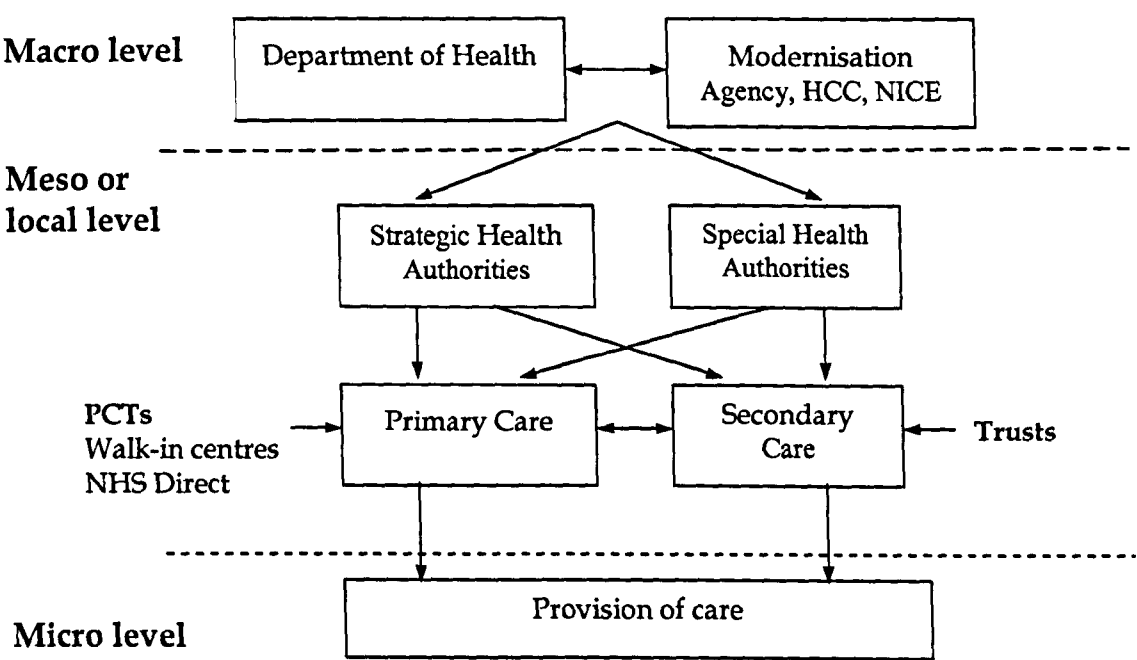 Macro level
Department of Health
Modernisation
Agency, HCC, NICE
Meso or
local level
Strategic Health
Authorities
Special Health
Authorities
PCTs
Walk-in centres
NHS Direct
Primary Care
Secondary
Care
Trusts
Provision of care
Micro level